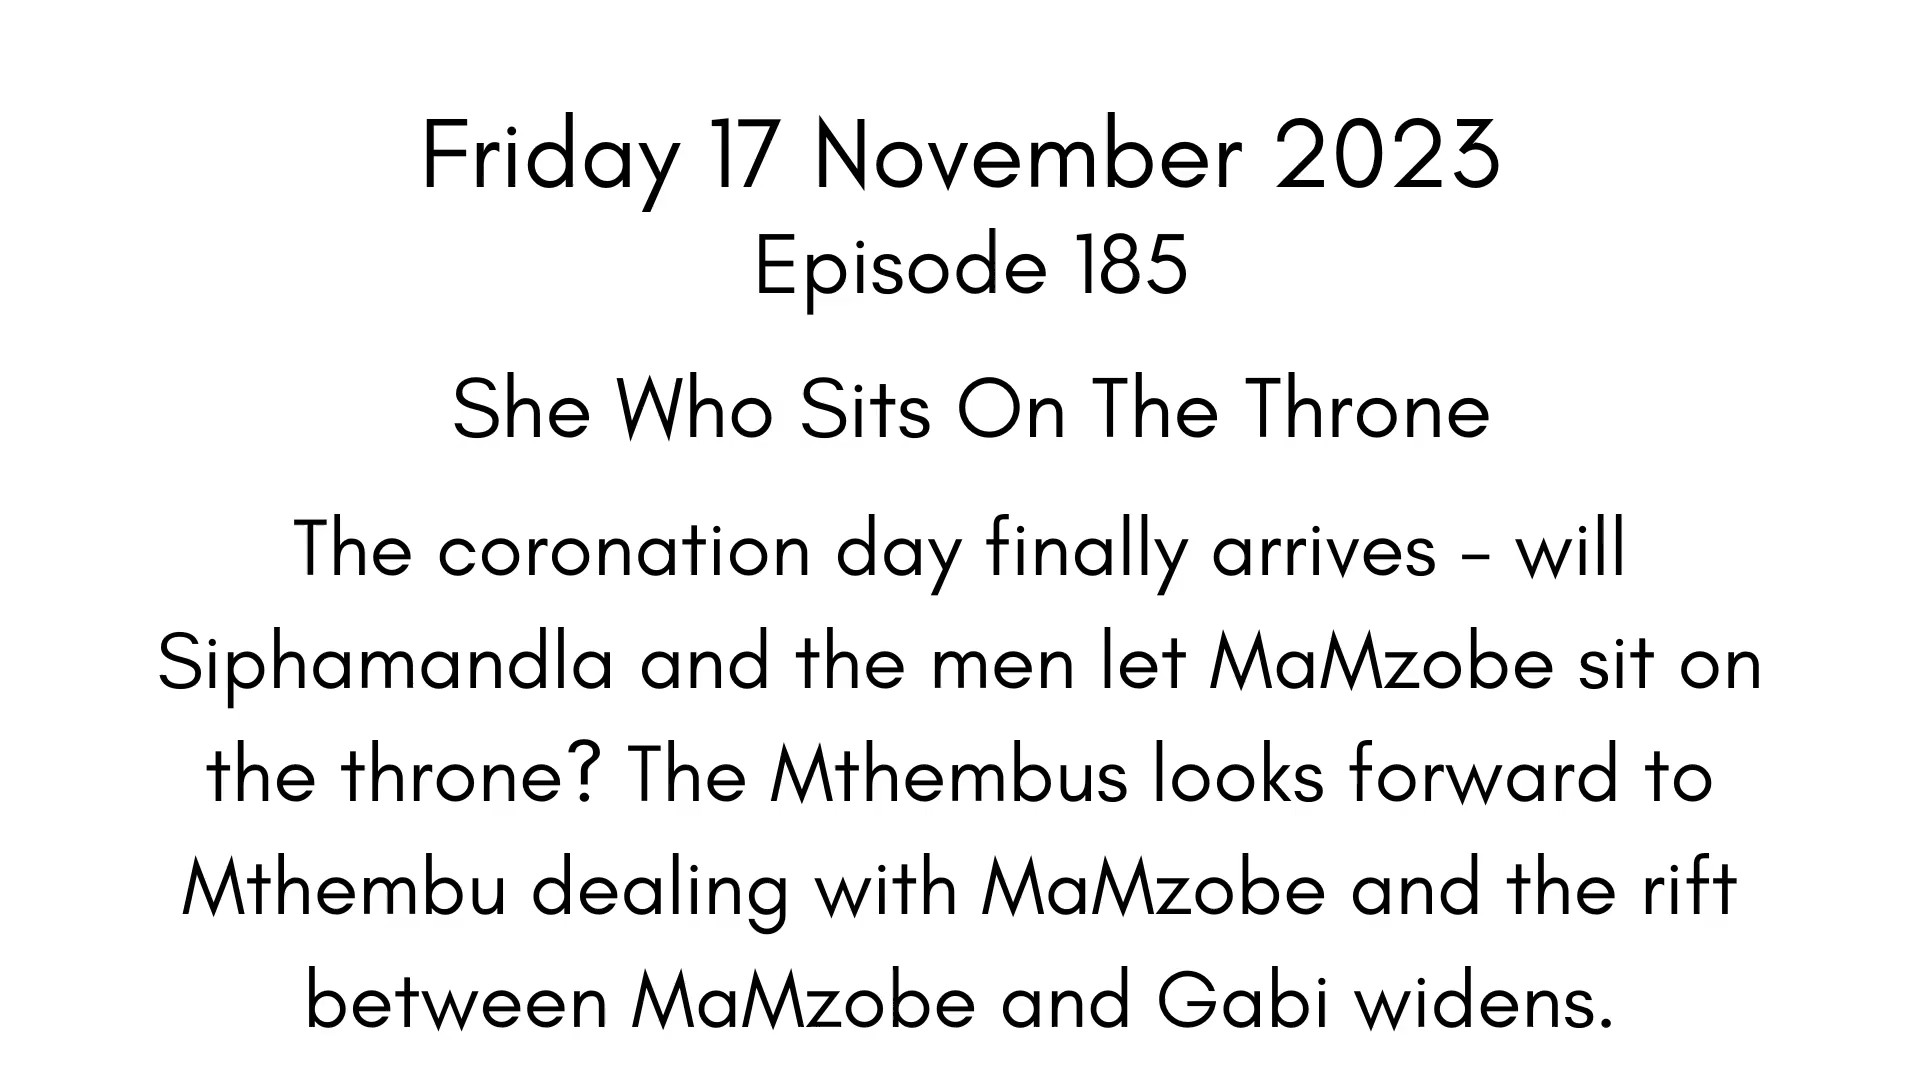 Friday 17 November 2023
Episode 185
She Who Sits On The Throne
The coronation day finally arrives – will
Siphamandla and the men let MaMzobe sit on
the throne? The Mthembus looks forward to
Mthembu dealing with MaMzobe and the rift
between MaMzobe and Gabi widens.